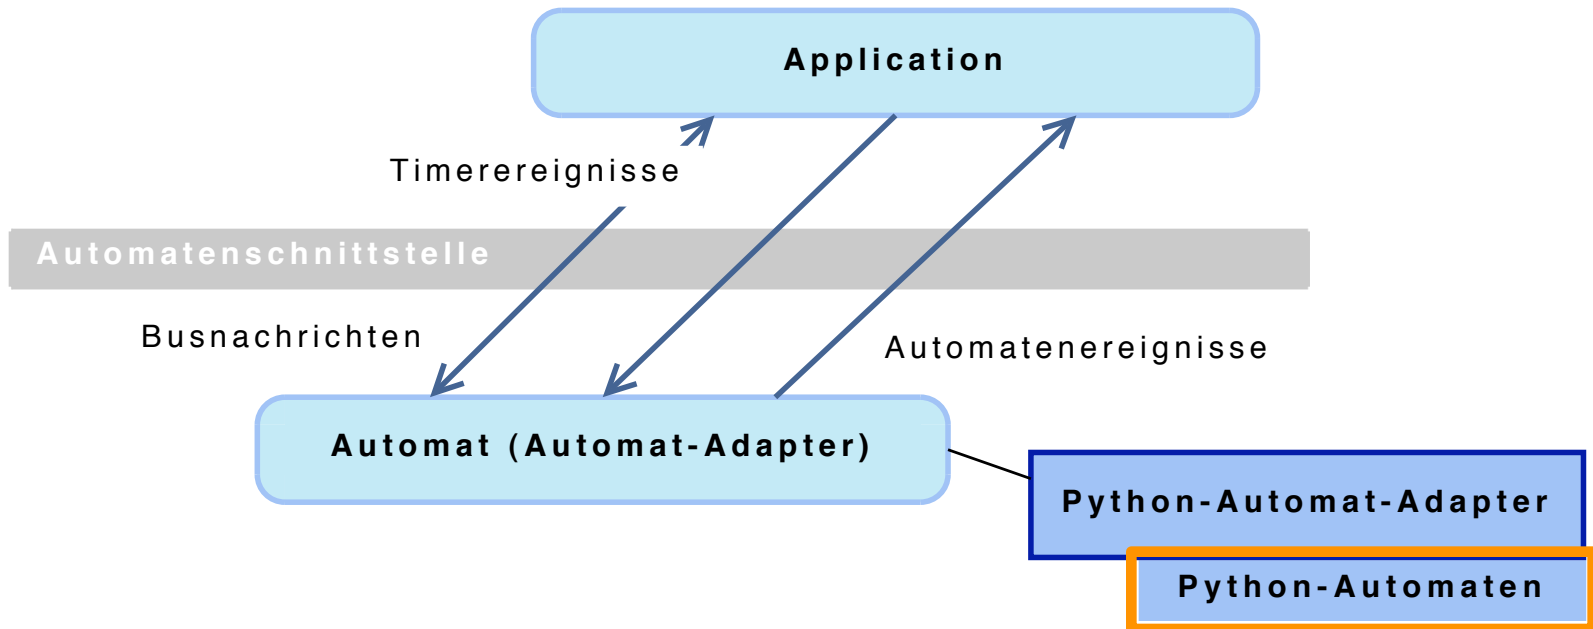 Application
Timerereignisse
Automatenschnittstelle
Busnachrichten
Automatenereignisse
Automat (Automat-Adapter)
Python-Automat-Adapter
Python-Automaten